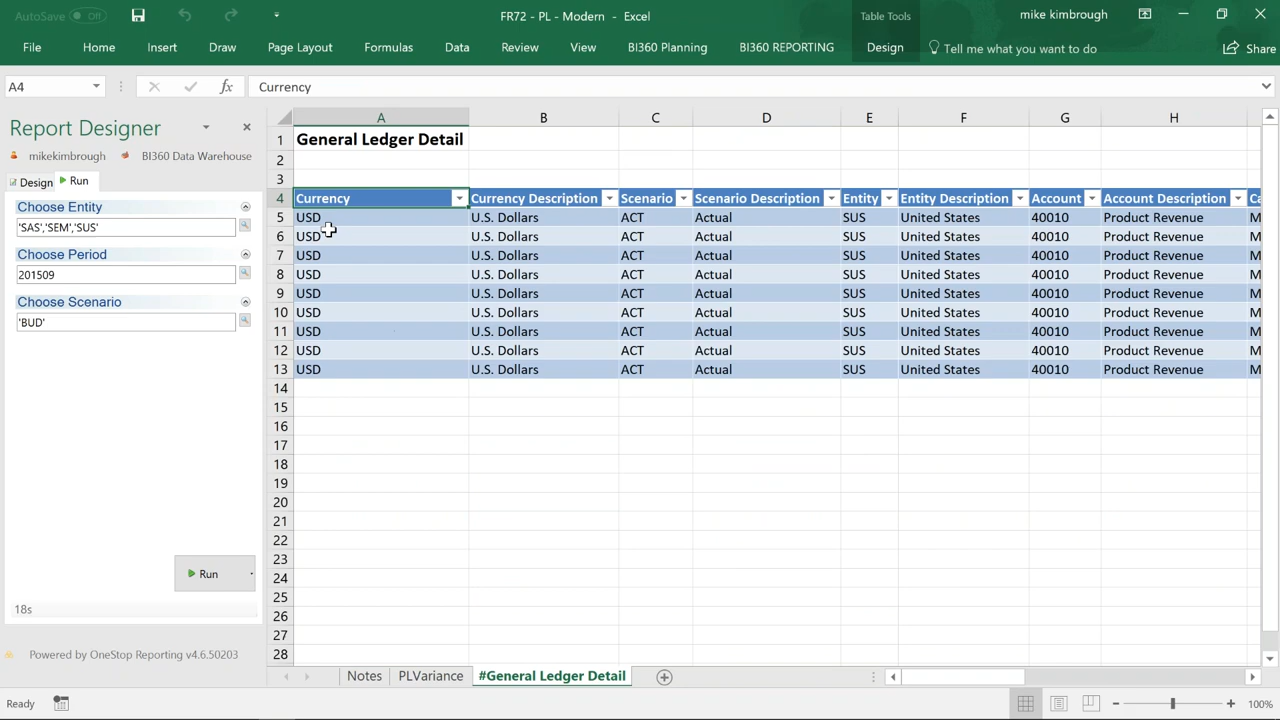 AutoSave Off
FR72 - PL - Modern - Excel
Table Tools
mike kimbrough
File Home Insert Draw Page Layout Formulas Data Review View BI360 Planning BI360 REPORTING Design Tell me what you want to do Share
A4 fx Currency
Report Designer
mikekimbrough BI360 Data Warehouse
Design Run
Choose Entity
'SAS','SEM','SUS'
Choose Period
201509
Choose Scenario
'BUD'
Run
18s
Powered by OneStop Reporting v4.6.50203
A B C D E F G H
1 General Ledger Detail
2
3
4 Currency Currency Description Scenario Scenario Description Entity Entity Description Account Account Description Ca
5 USD U.S. Dollars ACT Actual SUS United States 40010 Product Revenue M
6 USD U.S. Dollars ACT Actual SUS United States 40010 Product Revenue M
7 USD U.S. Dollars ACT Actual SUS United States 40010 Product Revenue M
8 USD U.S. Dollars ACT Actual SUS United States 40010 Product Revenue M
9 USD U.S. Dollars ACT Actual SUS United States 40010 Product Revenue M
10 USD U.S. Dollars ACT Actual SUS United States 40010 Product Revenue M
11 USD U.S. Dollars ACT Actual SUS United States 40010 Product Revenue M
12 USD U.S. Dollars ACT Actual SUS United States 40010 Product Revenue M
13 USD U.S. Dollars ACT Actual SUS United States 40010 Product Revenue M
14
15
16
17
18
19
20
21
22
23
24
25
26
27
28
Notes PLVariance #General Ledger Detail
Ready 100%